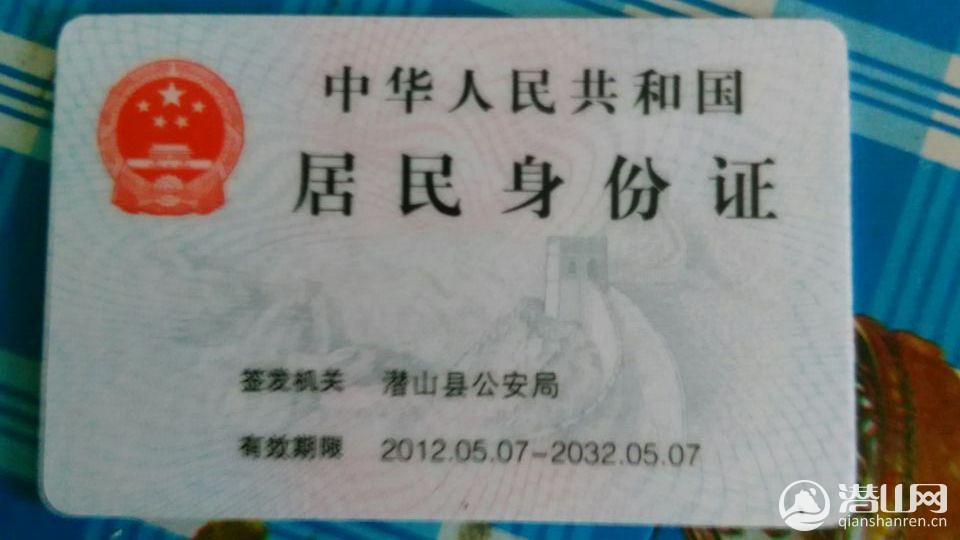 中华人民共和国
居民身份证
签发机关 潜山县公安局
有效期限 2012.05.07-2032.05.07
潜山网
qianshanren.cn